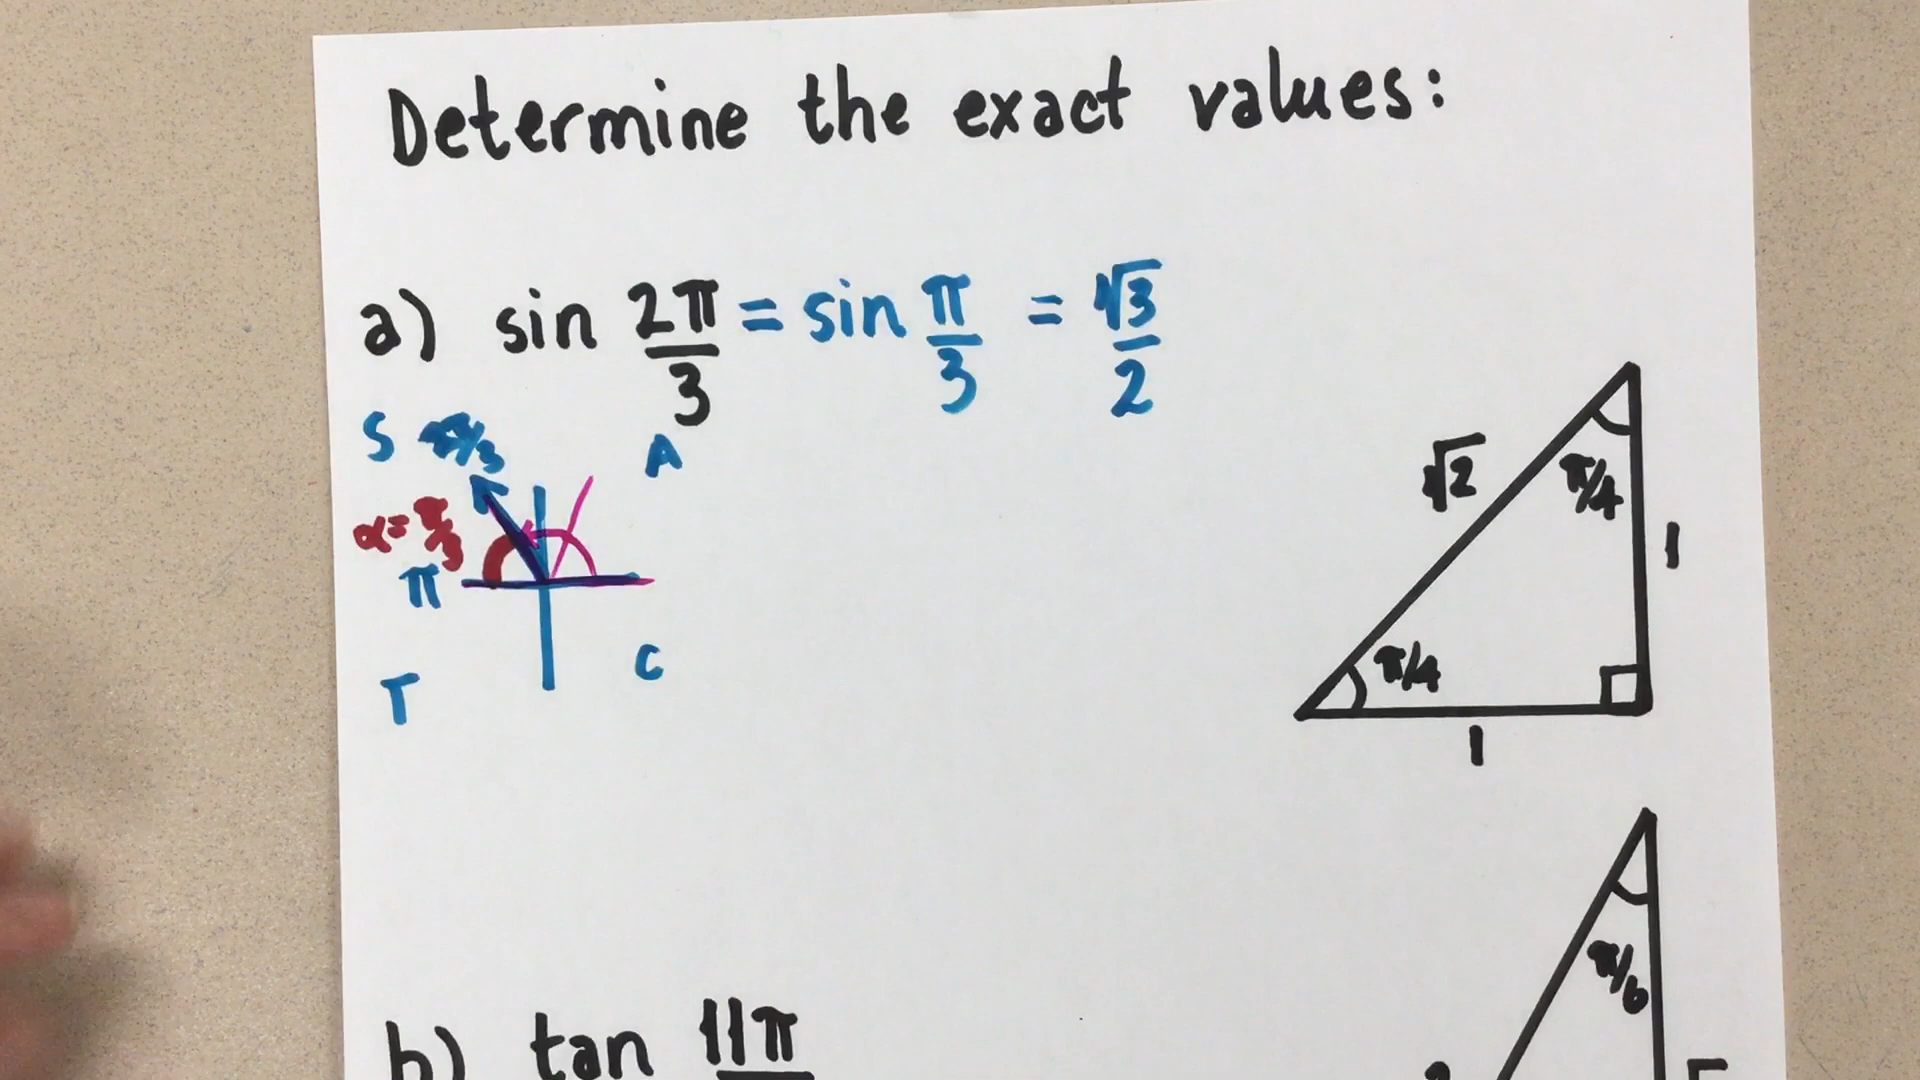 Determine the exact values:
a) sin 2π/3 = sin π/3 = √3/2
S A
α=π/3
π
T C
√2 π/4 1
π/4
1
π/6
b) tan 11π